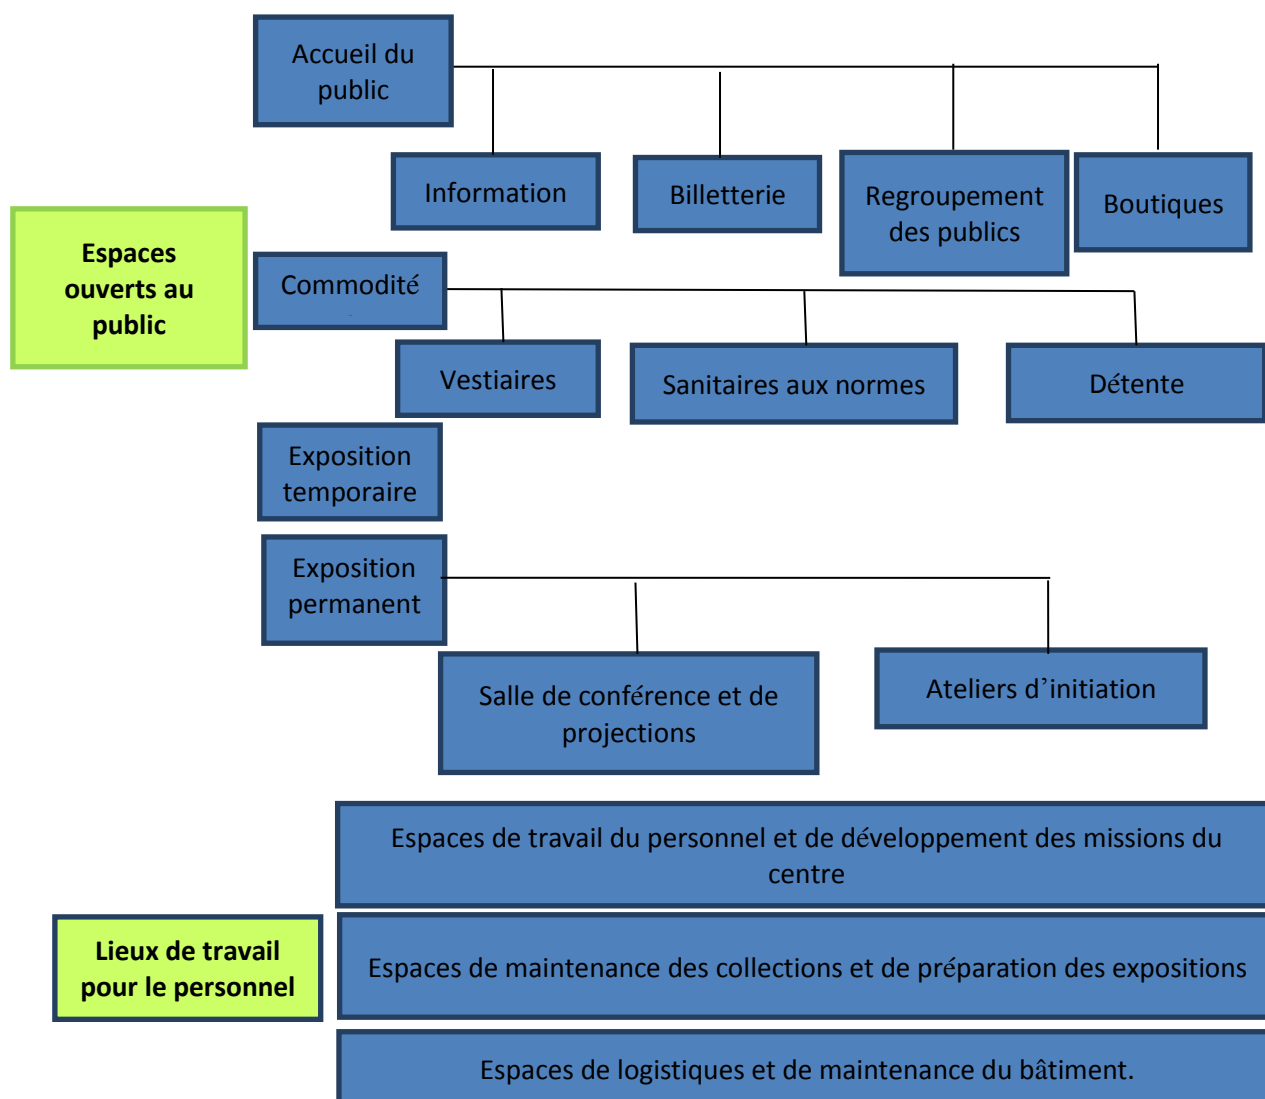 Accueil du
public
Information
Billetterie
Regroupement
des publics
Boutiques
Espaces
ouverts au
public
Commodité
Vestiaires
Sanitaires aux normes
Détente
Exposition
temporaire
Exposition
permanent
Salle de conférence et de
projections
Ateliers d’initiation
Espaces de travail du personnel et de développement des missions du
centre
Lieux de travail
pour le personnel
Espaces de maintenance des collections et de préparation des expositions
Espaces de logistiques et de maintenance du bâtiment.